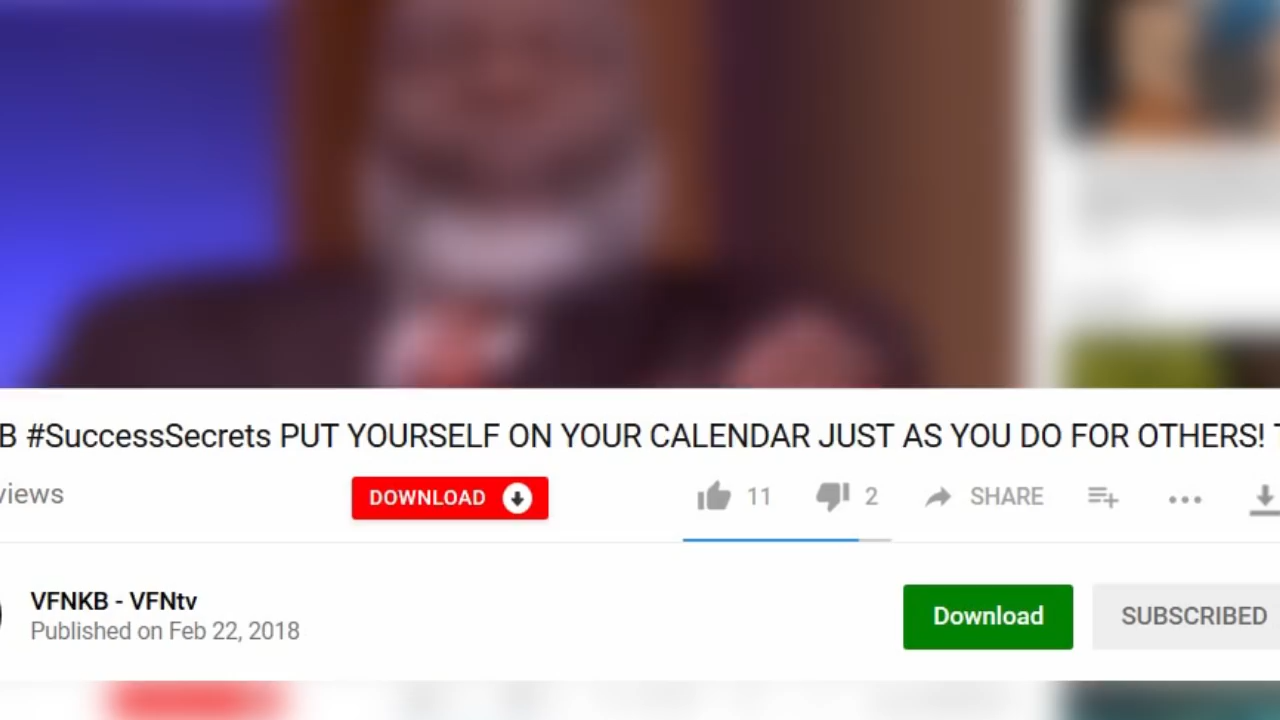 B #SuccessSecrets PUT YOURSELF ON YOUR CALENDAR JUST AS YOU DO FOR OTHERS! T
views
DOWNLOAD
11
2
SHARE
VFNKB - VFNtv
Published on Feb 22, 2018
Download
SUBSCRIBED